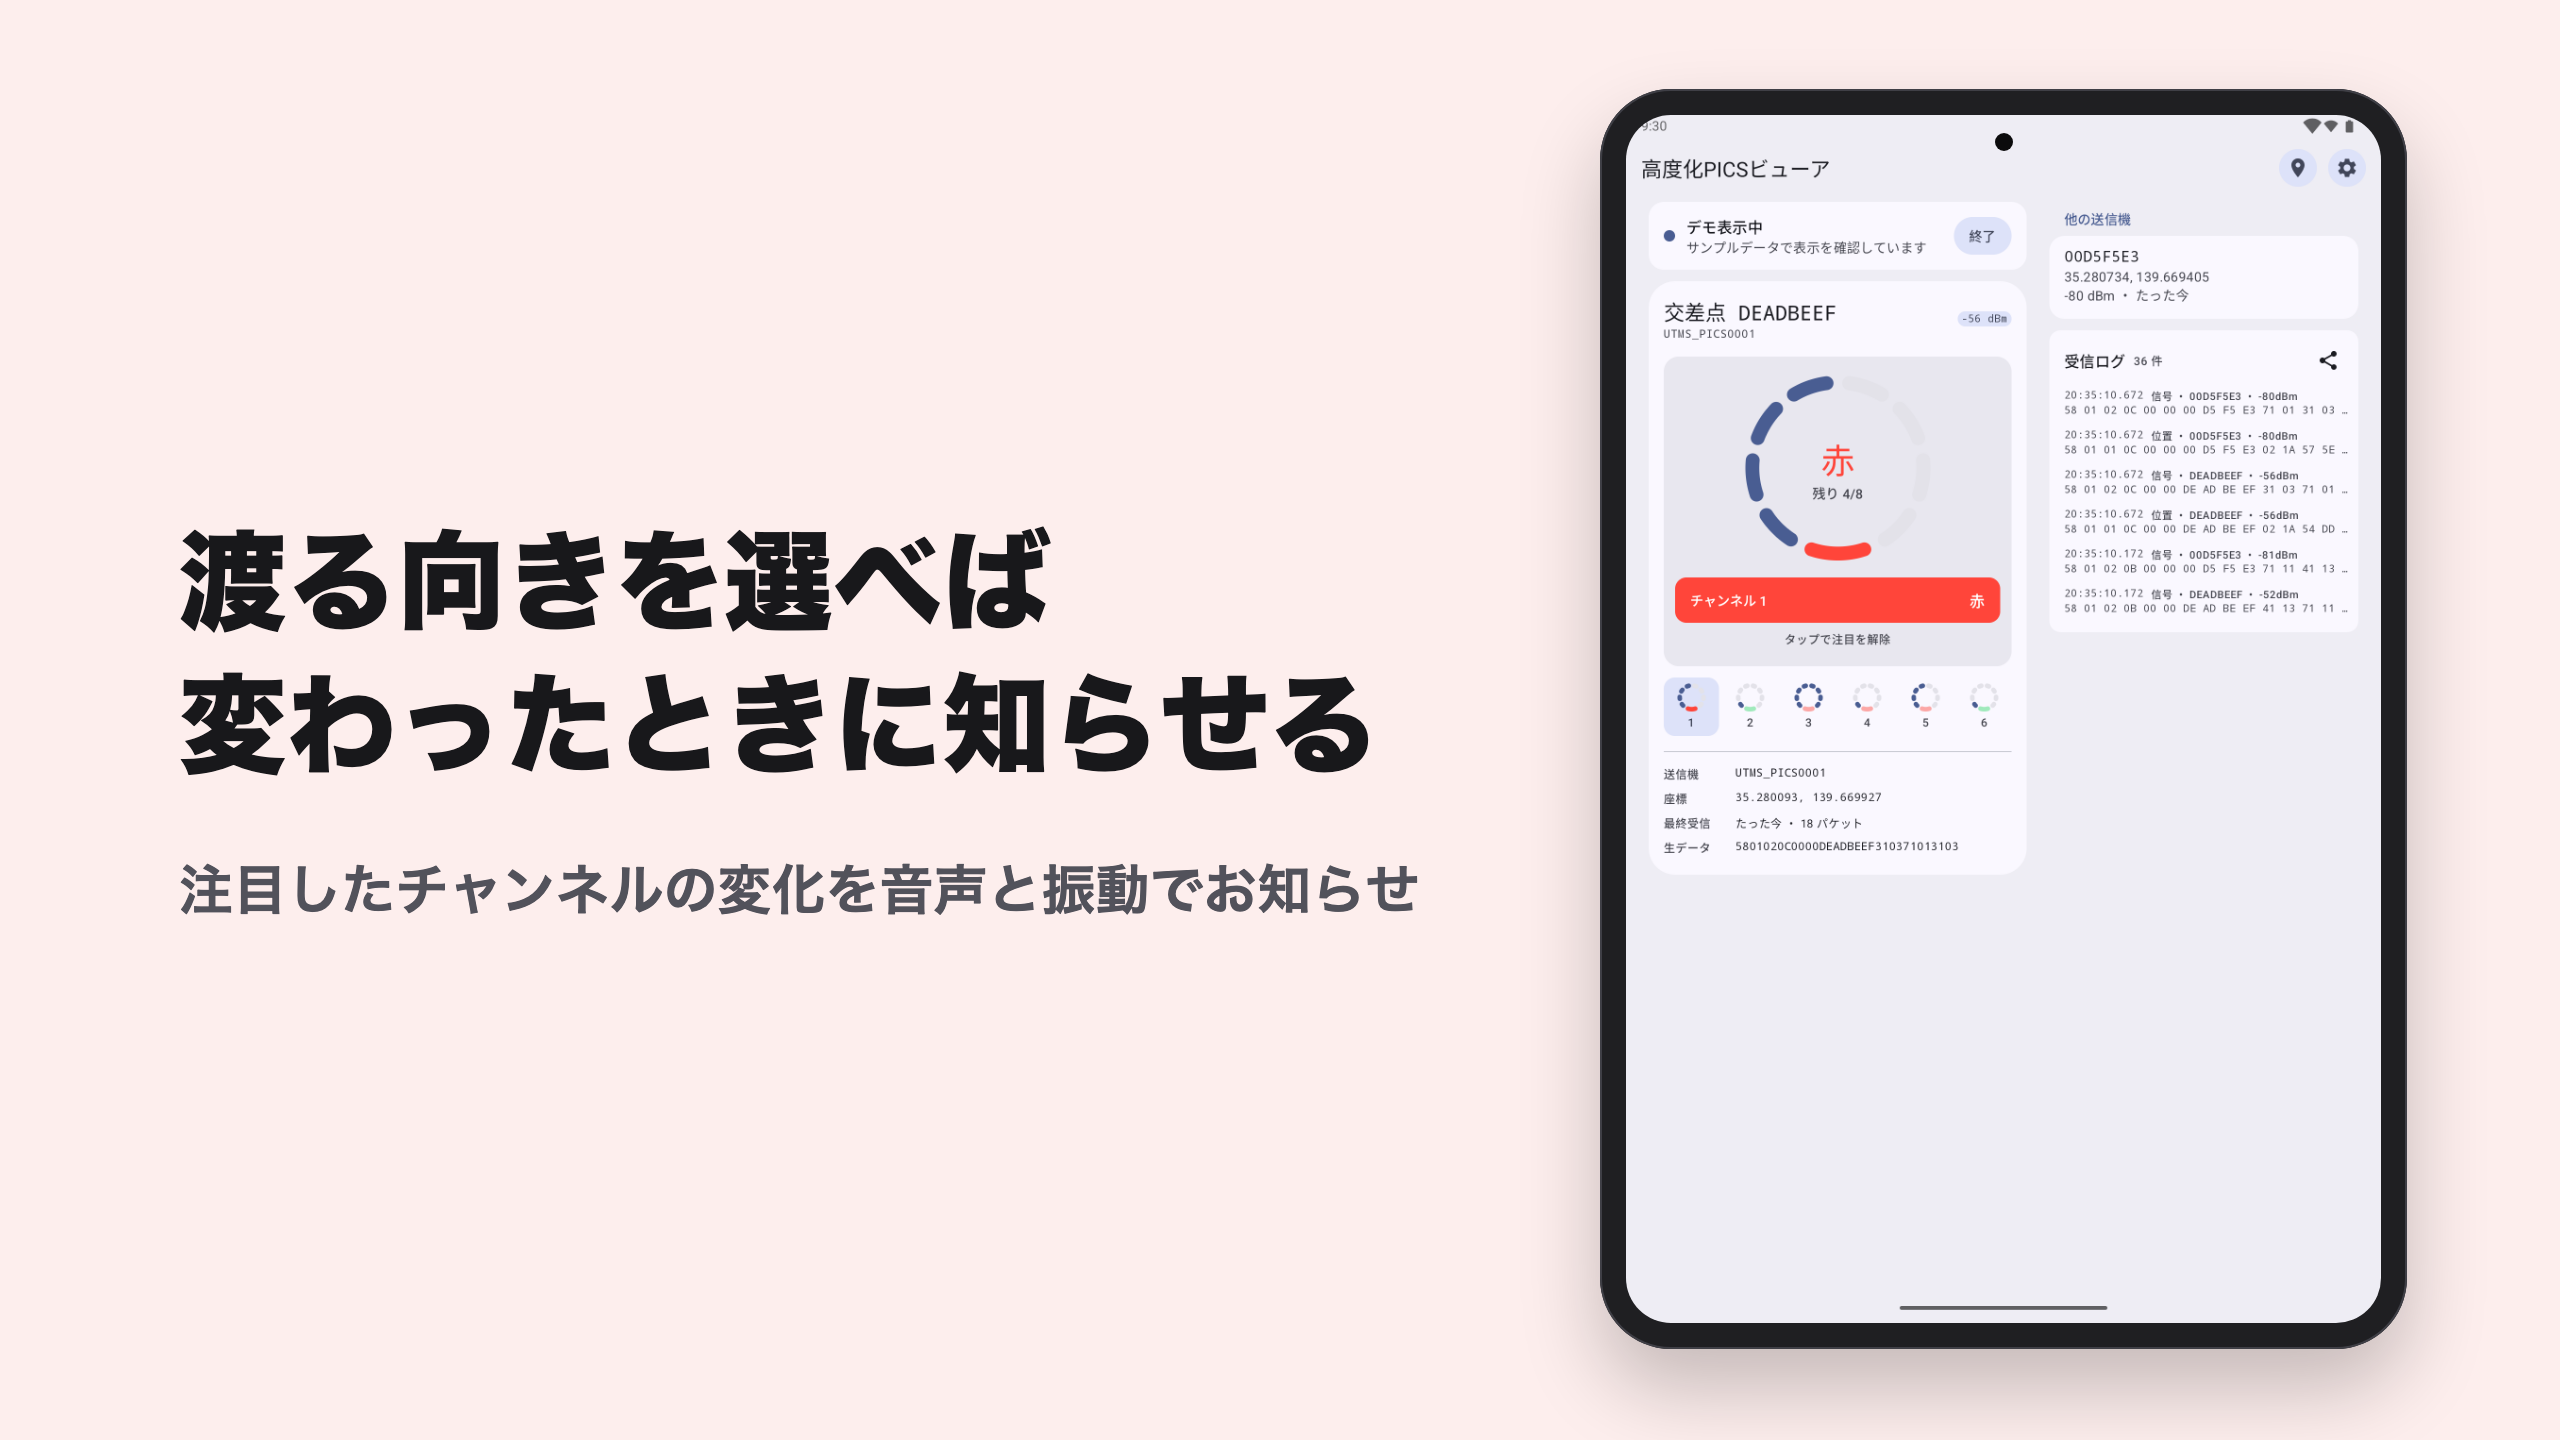 渡る向きを選べば
変わったときに知らせる
注目したチャンネルの変化を音声と振動でお知らせ
9:30
高度化PICSビューア
デモ表示中
サンプルデータで表示を確認しています
終了
交差点 DEADBEEF
UTMS_PICS0001
-56 dBm
赤
残り 4/8
チャンネル 1 赤
タップで注目を解除
1 2 3 4 5 6
送信機 UTMS_PICS0001
座標 35.280093, 139.669927
最終受信 たった今 ・ 18 パケット
生データ 5801020C0000DEADBEEF310371013103
他の送信機
00D5F5E3
35.280734, 139.669405
-80 dBm ・ たった今
受信ログ 36 件
20:35:10.672 信号 ・ 00D5F5E3 ・ -80dBm
58 01 02 0C 00 00 00 D5 F5 E3 71 01 31 03 …
20:35:10.672 位置 ・ 00D5F5E3 ・ -80dBm
58 01 01 0C 00 00 00 D5 F5 E3 02 1A 57 5E …
20:35:10.672 信号 ・ DEADBEEF ・ -56dBm
58 01 02 0C 00 00 DE AD BE EF 31 03 71 01 …
20:35:10.672 位置 ・ DEADBEEF ・ -56dBm
58 01 01 0C 00 00 DE AD BE EF 02 1A 54 DD …
20:35:10.172 信号 ・ 00D5F5E3 ・ -81dBm
58 01 02 0B 00 00 00 D5 F5 E3 71 11 41 13 …
20:35:10.172 信号 ・ DEADBEEF ・ -52dBm
58 01 02 0B 00 00 DE AD BE EF 41 13 71 11 …